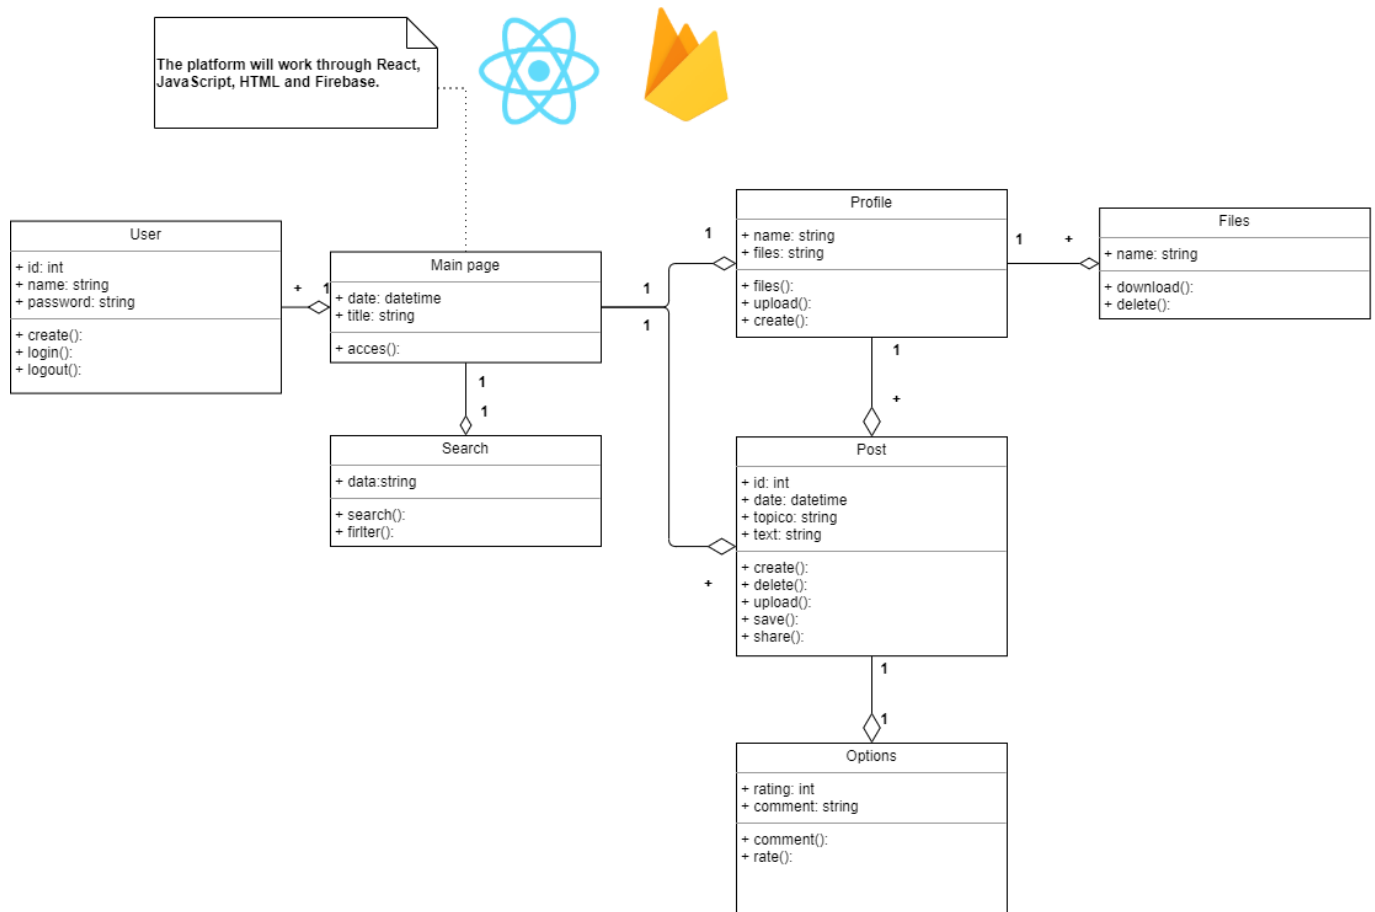 The platform will work through React,
JavaScript, HTML and Firebase.
User
+ id: int
+ name: string
+ password: string
+ create():
+ login():
+ logout():
+
1
Main page
+ date: datetime
+ title: string
+ acces():
1
1
Search
+ data:string
+ search():
+ firlter():
1
1
1
+
Profile
+ name: string
+ files: string
+ files():
+ upload():
+ create():
1
+
Files
+ name: string
+ download():
+ delete():
1
+
Post
+ id: int
+ date: datetime
+ topico: string
+ text: string
+ create():
+ delete():
+ upload():
+ save():
+ share():
1
1
Options
+ rating: int
+ comment: string
+ comment():
+ rate():